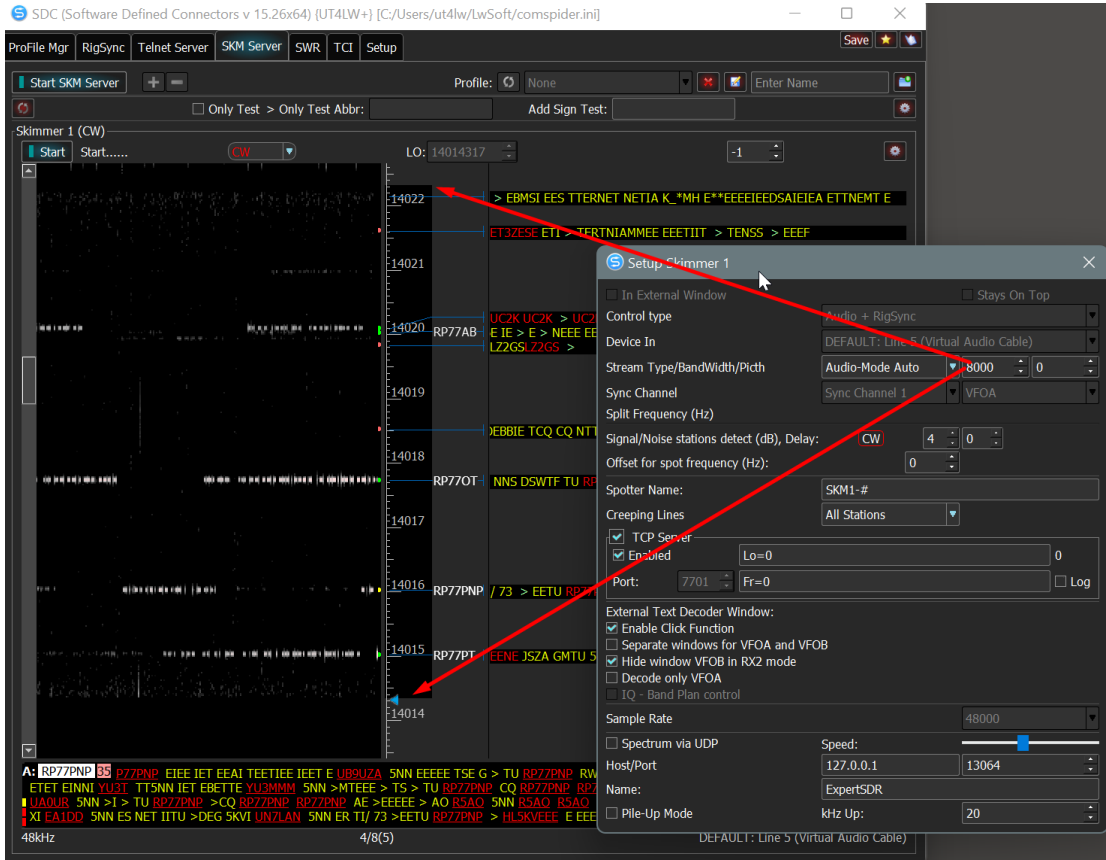 SDC (Software Defined Connectors v 15.26x64) {UT4LW+} [C:/Users/ut4lw/LwSoft/comspider.ini]
ProFile Mgr RigSync Telnet Server SKM Server SWR TCI Setup Save
Start SKM Server Profile: None Enter Name
Only Test > Only Test Abbr: Add Sign Test:
Skimmer 1 (CW)
Start Start...... CW LO: 14014317 -1
14022 > EBMSI EES TTERNET NETIA K_*MH E**EEEEIEEDSAIEIEA ETTNEMT E
ET3ZESE ETI > TERTNIAMMEE EEETIIT > TENSS > EEEF
14021
UC2K UC2K > UC2
14020 RP77AB E IE > E > NEEE EE
LZ2GSLZ2GS >
14019
DEBBIE TCQ CQ NTT
14018
RP77OT NNS DSWTF TU RP
14017
14016 RP77PNP / 73 > EETU RP77
14015 RP77PT EENE JSZA GMTU 5
14014
A: RP77PNP 35 P77PNP EIEE IET EEAI TEETIEE IEET E UB9UZA 5NN EEEEE TSE G > TU RP77PNP RW
ETET EINNI YU3T TT5NN IET EBETTE YU3MMM 5NN >MTEEE > TS > TU RP77PNP CQ RP77PNP RP7
UA0UR 5NN >I > TU RP77PNP >CQ RP77PNP RP77PNP AE >EEEEE > AO R5AO 5NN R5AO R5AO
XI EA1DD 5NN ES NET IITU >DEG 5KVI UN7LAN 5NN ER TI/ 73 >EETU RP77PNP > HL5KVEEE E EEE
48kHz 4/8(5) DEFAULT: Line 5 (Virtual Audio Cable)
Setup Skimmer 1
In External Window Stays On Top
Control type Audio + RigSync
Device In DEFAULT: Line 5 (Virtual Audio Cable)
Stream Type/BandWidth/Picth Audio-Mode Auto 8000 0
Sync Channel Sync Channel 1 VFOA
Split Frequency (Hz)
Signal/Noise stations detect (dB), Delay: CW 4 0
Offset for spot frequency (Hz): 0
Spotter Name: SKM1-#
Creeping Lines All Stations
TCP Server
Enabled Lo=0 0
Port: 7701 Fr=0 Log
External Text Decoder Window:
Enable Click Function
Separate windows for VFOA and VFOB
Hide window VFOB in RX2 mode
Decode only VFOA
IQ - Band Plan control
Sample Rate 48000
Spectrum via UDP Speed:
Host/Port 127.0.0.1 13064
Name: ExpertSDR
Pile-Up Mode kHz Up: 20